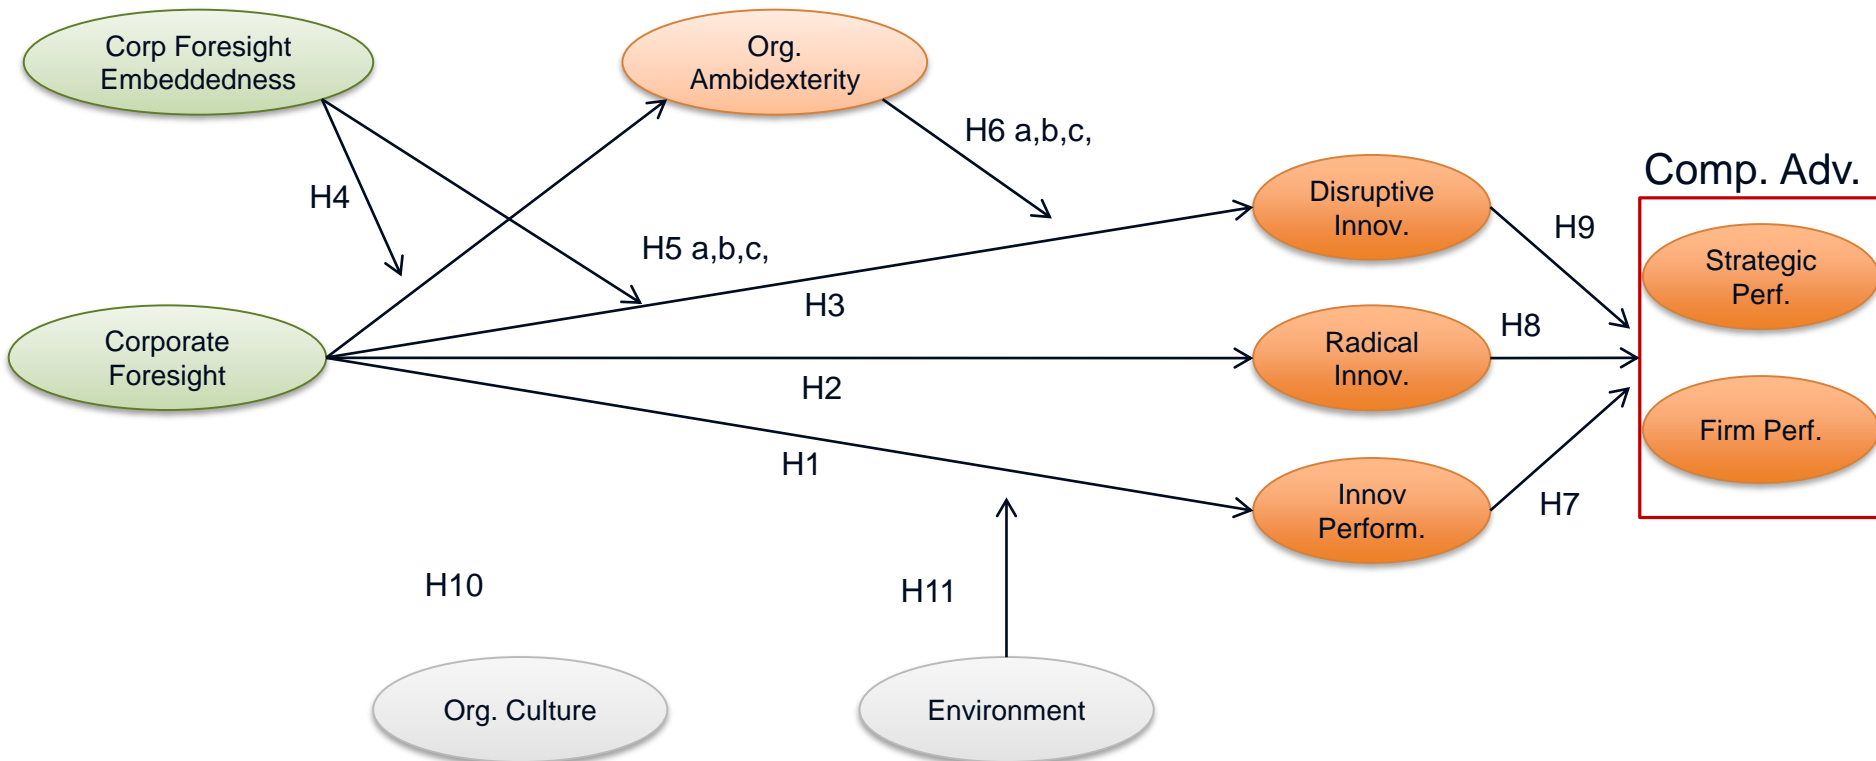 Corp Foresight
Embeddedness
Org.
Ambidexterity
H6 a,b,c,
Comp. Adv.
H4
Disruptive
Innov.
H9
H5 a,b,c,
Strategic
Perf.
H3
Corporate
Foresight
Radical
Innov.
H8
H2
Firm Perf.
H1
Innov
Perform.
H7
H10
H11
Org. Culture
Environment